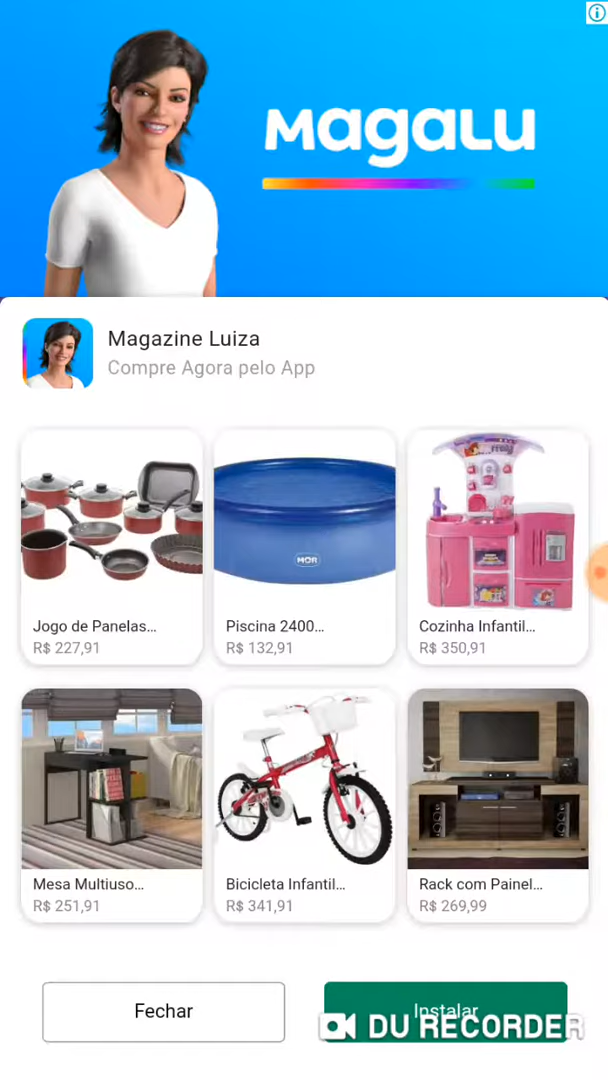 MagaLu
Magazine Luiza
Compre Agora pelo App
MOR
Jogo de Panelas…
R$ 227,91
Piscina 2400…
R$ 132,91
Cozinha Infantil…
R$ 350,91
Mesa Multiuso…
R$ 251,91
Bicicleta Infantil…
R$ 341,91
Rack com Painel…
R$ 269,99
Fechar
Instalar
DU RECORDER